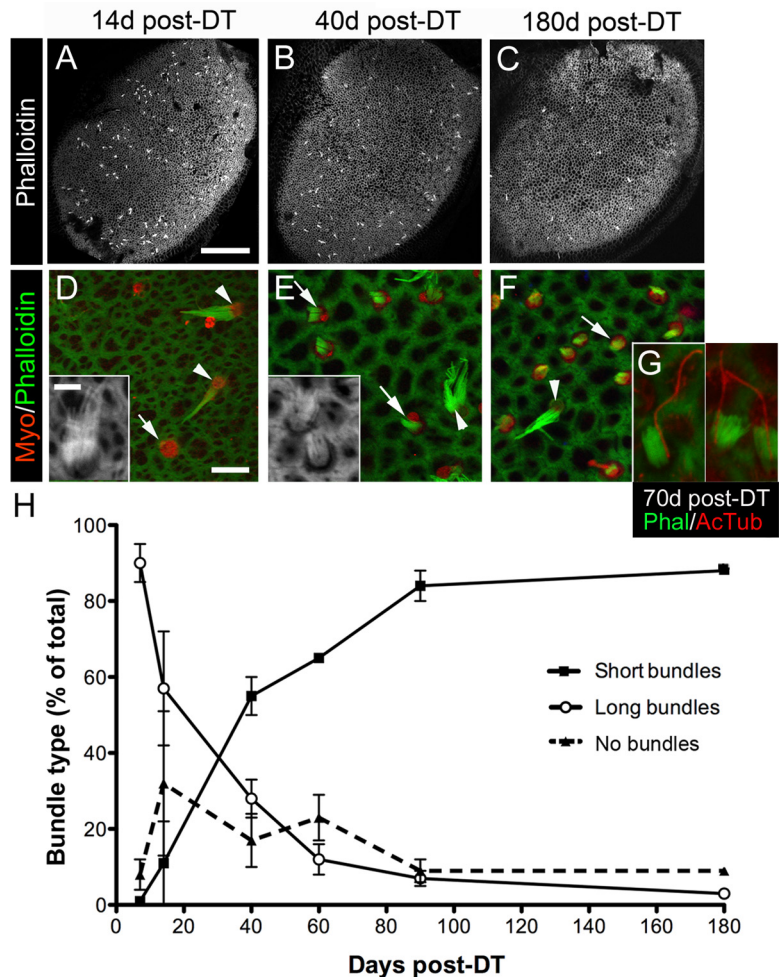 14d post-DT 40d post-DT 180d post-DT
Phalloidin
A B C
Myo/Phalloidin
D E F G
70d post-DT
Phal/AcTub
H
Bundle type (% of total)
100
80
60
40
20
0
Short bundles
Long bundles
No bundles
0 20 40 60 80 100 120 140 160 180
Days post-DT